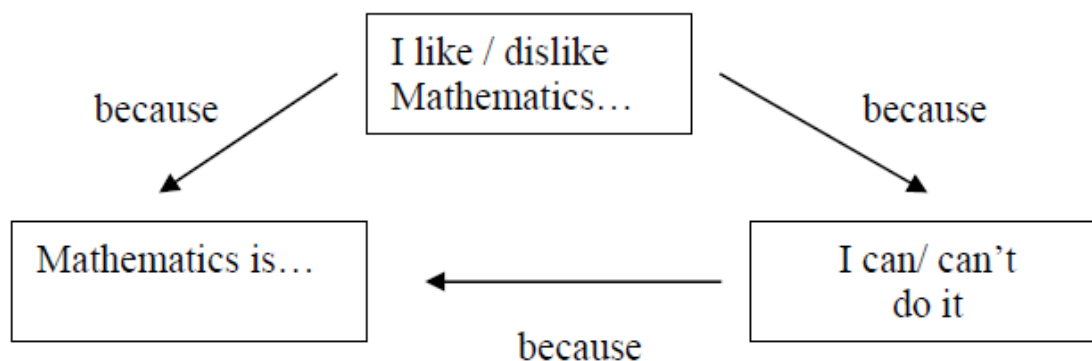 I like / dislike
Mathematics…
because
because
Mathematics is…
I can/ can’t
do it
because